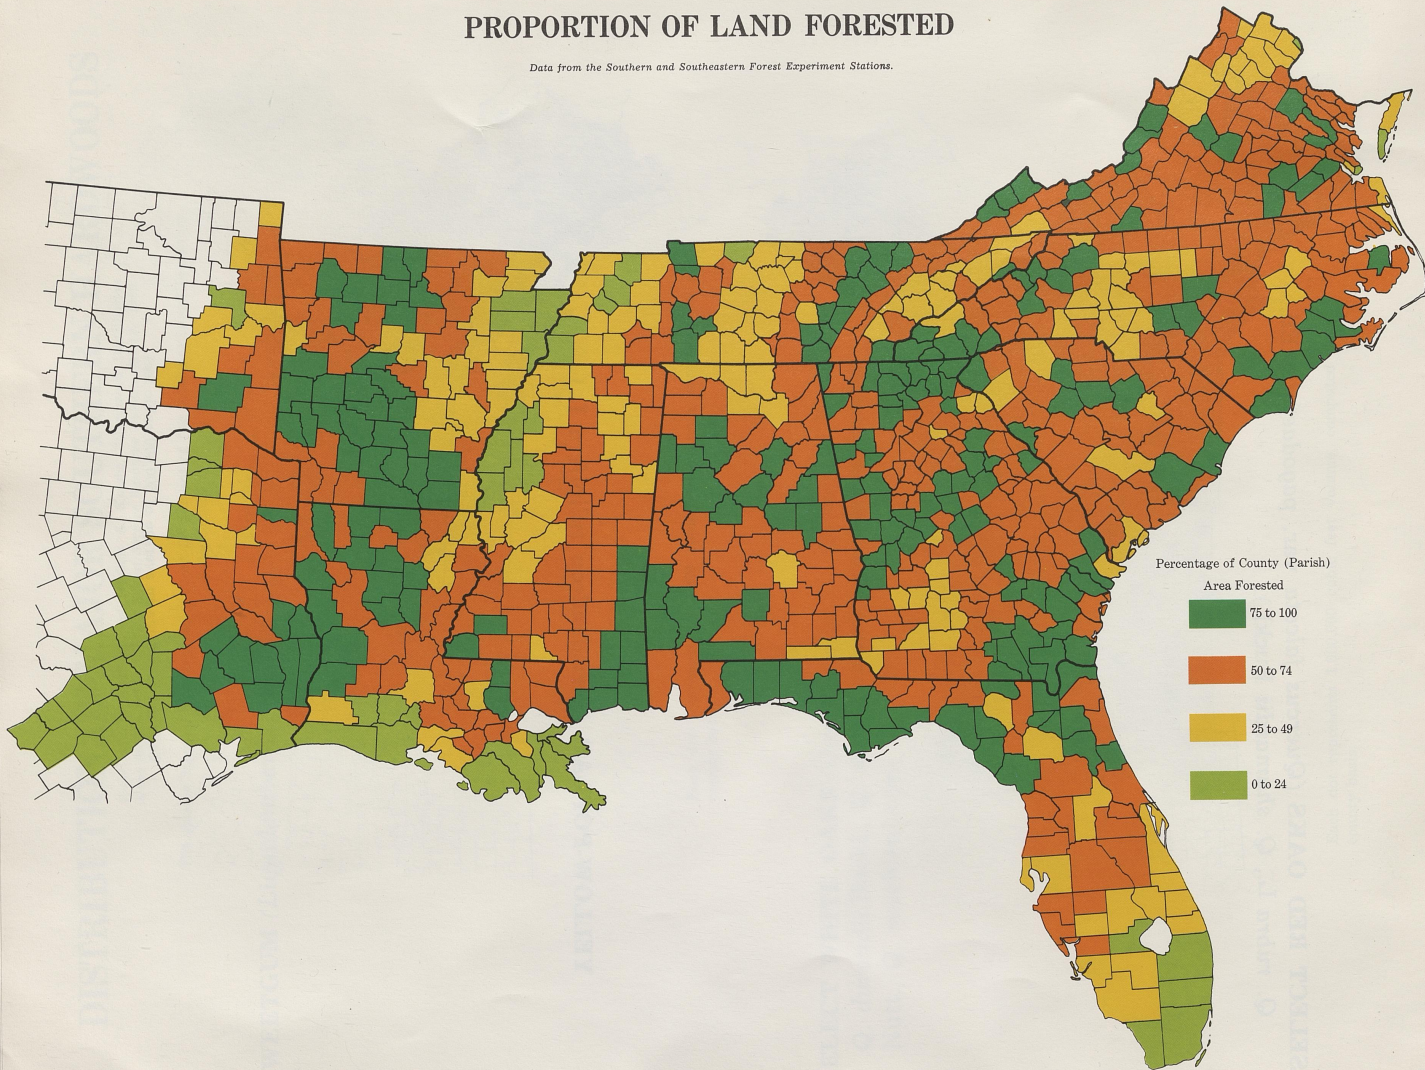 PROPORTION OF LAND FORESTED
Data from the Southern and Southeastern Forest Experiment Stations.
Percentage of County (Parish)
Area Forested
75 to 100
50 to 74
25 to 49
0 to 24